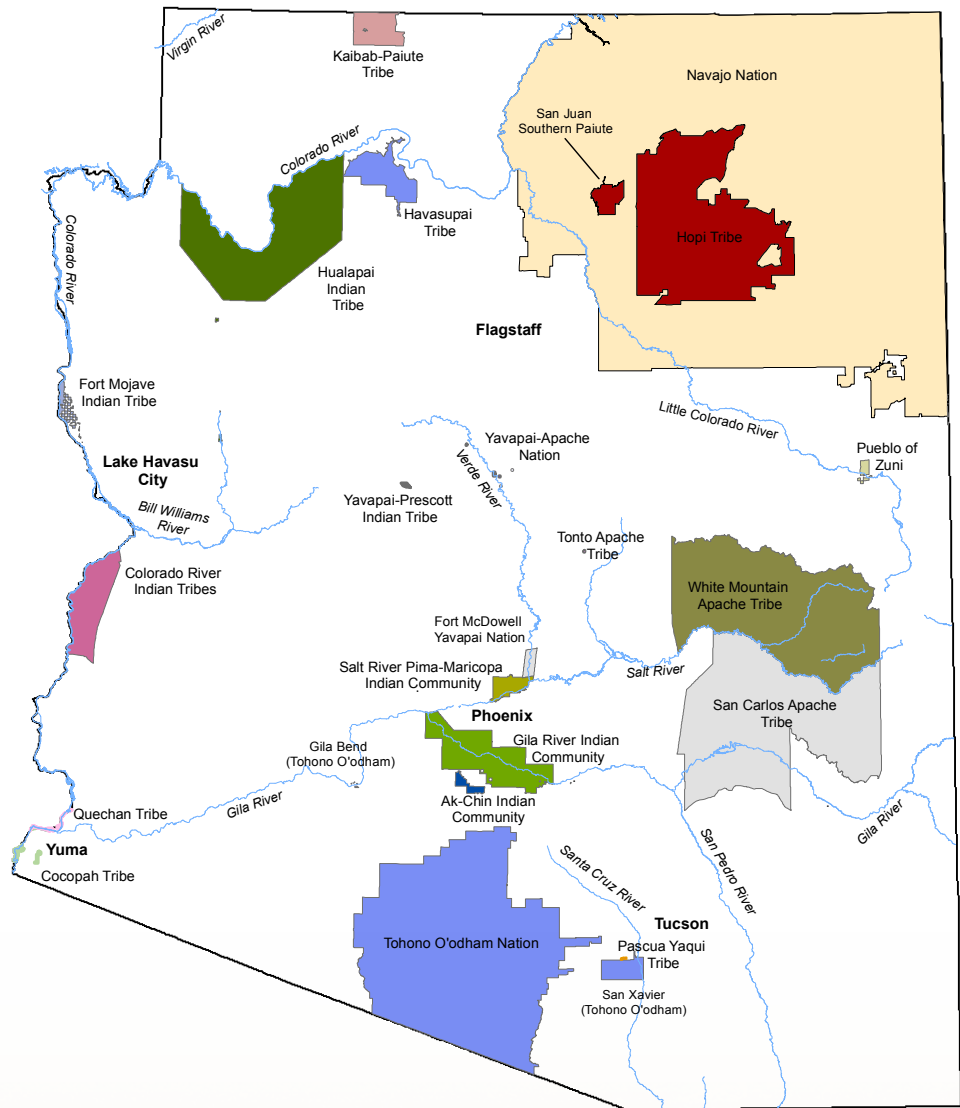 Virgin River
Kaibab-Paiute
Tribe
Navajo Nation
San Juan
Southern Paiute
Colorado River
Havasupai
Tribe
Hopi Tribe
Colorado River
Hualapai
Indian
Tribe
Flagstaff
Fort Mojave
Indian Tribe
Little Colorado River
Lake Havasu
City
Yavapai-Apache
Nation
Verde River
Pueblo of
Zuni
Yavapai-Prescott
Indian Tribe
Bill Williams
River
Tonto Apache
Tribe
Colorado River
Indian Tribes
White Mountain
Apache Tribe
Fort McDowell
Yavapai Nation
Salt River Pima-Maricopa
Indian Community
Salt River
San Carlos Apache
Tribe
Phoenix
Gila River Indian
Community
Gila Bend
(Tohono O'odham)
Ak-Chin Indian
Community
Gila River
Gila River
Quechan Tribe
Yuma
Cocopah Tribe
San Pedro River
Santa Cruz River
Tucson
Tohono O'odham Nation
Pascua Yaqui
Tribe
San Xavier
(Tohono O'odham)